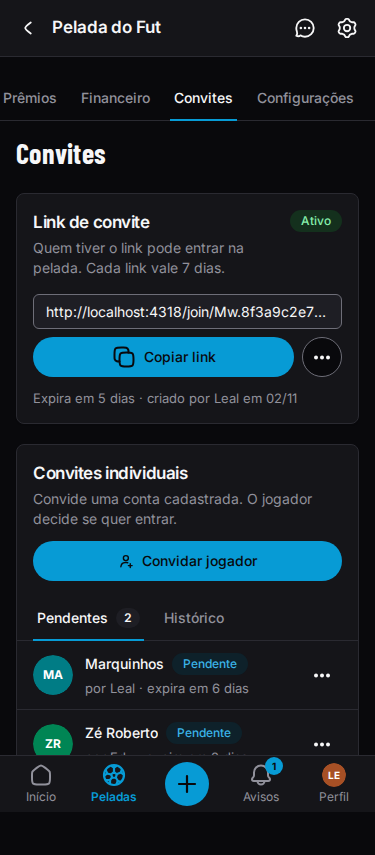 Pelada do Fut
Prêmios Financeiro Convites Configurações
Convites
Link de convite Ativo
Quem tiver o link pode entrar na
pelada. Cada link vale 7 dias.
http://localhost:4318/join/Mw.8f3a9c2e7...
Copiar link
Expira em 5 dias · criado por Leal em 02/11
Convites individuais
Convide uma conta cadastrada. O jogador
decide se quer entrar.
Convidar jogador
Pendentes 2 Histórico
MA Marquinhos Pendente
por Leal · expira em 6 dias
ZR Zé Roberto Pendente
1
LE
Início Peladas Avisos Perfil